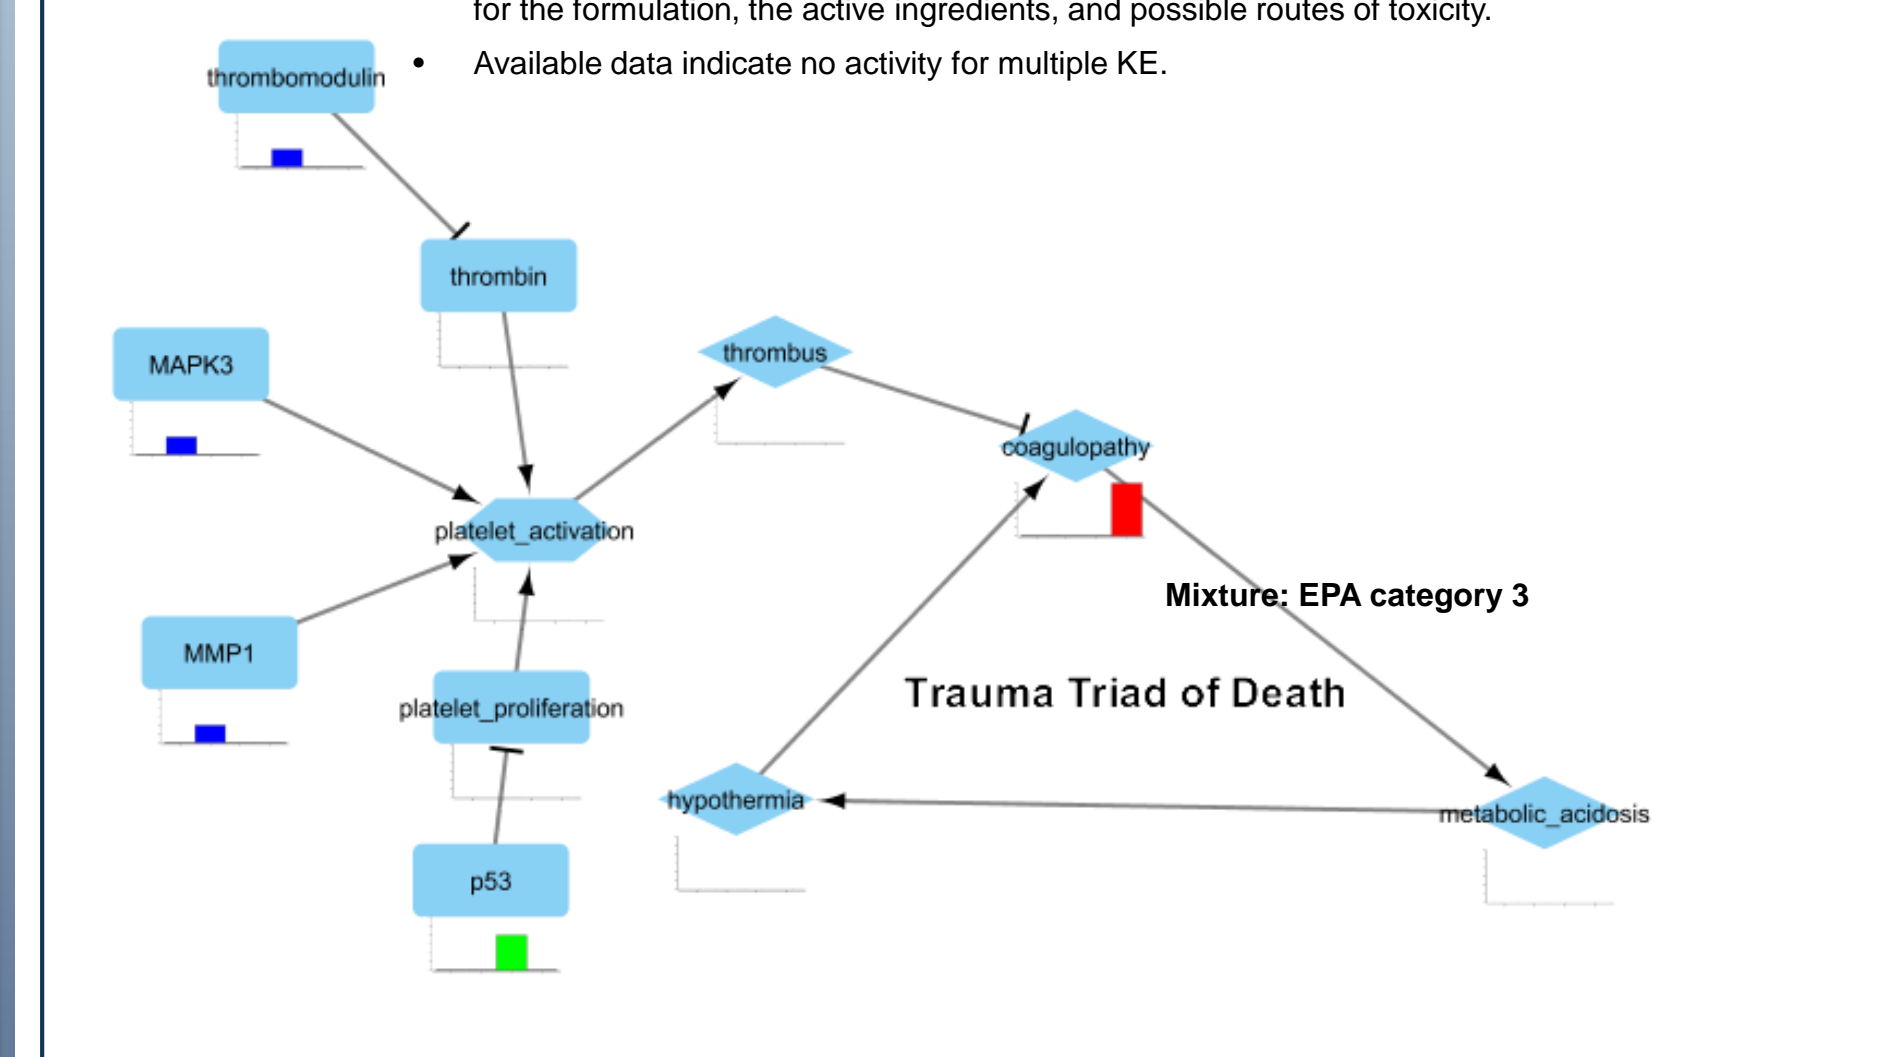 for the formulation, the active ingredients, and possible routes of toxicity.
• Available data indicate no activity for multiple KE.
thrombomodulin
thrombin
MAPK3
thrombus
coagulopathy
platelet_activation
Mixture: EPA category 3
MMP1
Trauma Triad of Death
platelet_proliferation
hypothermia
metabolic_acidosis
p53